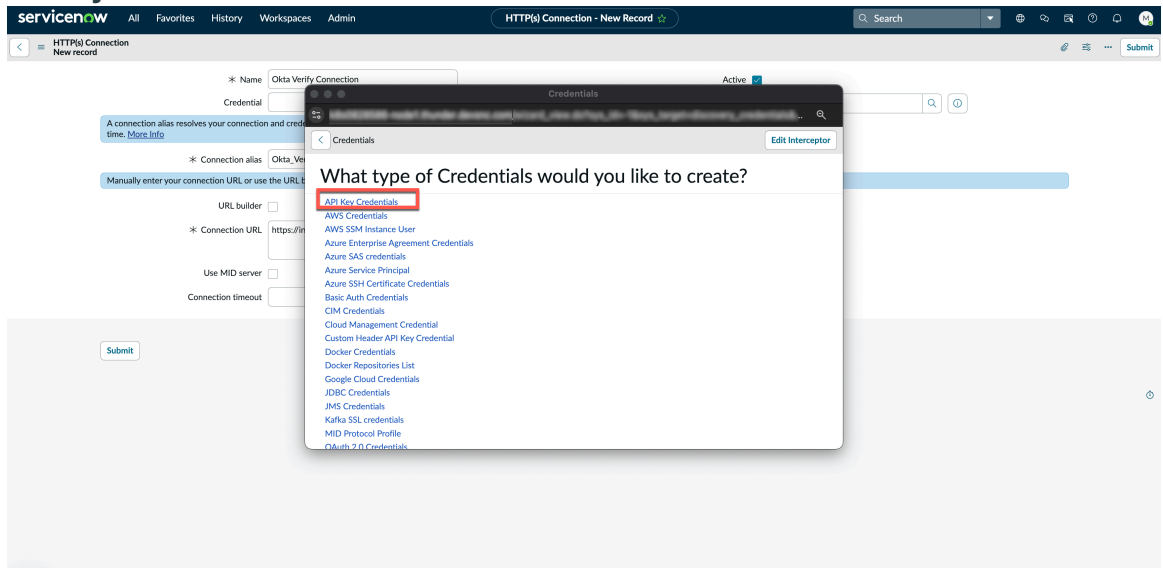 servicenow All Favorites History Workspaces Admin HTTP(s) Connection - New Record ☆ Search M
HTTP(s) Connection
New record
Submit
✳ Name Okta Verify Connection Active
Credential
A connection alias resolves your connection and
time. More Info
✳ Connection alias Okta_
Manually enter your connection URL or use the URL
URL builder
✳ Connection URL
Use MID server
Connection timeout
Submit
Credentials
Credentials
Edit Interceptor
What type of Credentials would you like to create?
API Key Credentials
AWS Credentials
AWS SSM Instance User
Azure Enterprise Agreement Credentials
Azure SAS credentials
Azure Service Principal
Azure SSH Certificate Credentials
Basic Auth Credentials
CIM Credentials
Cloud Management Credential
Custom Header API Key Credential
Docker Credentials
Docker Repositories List
Google Cloud Credentials
JDBC Credentials
JMS Credentials
Kafka SSL credentials
MID Protocol Profile
OAuth 2.0 Credentials